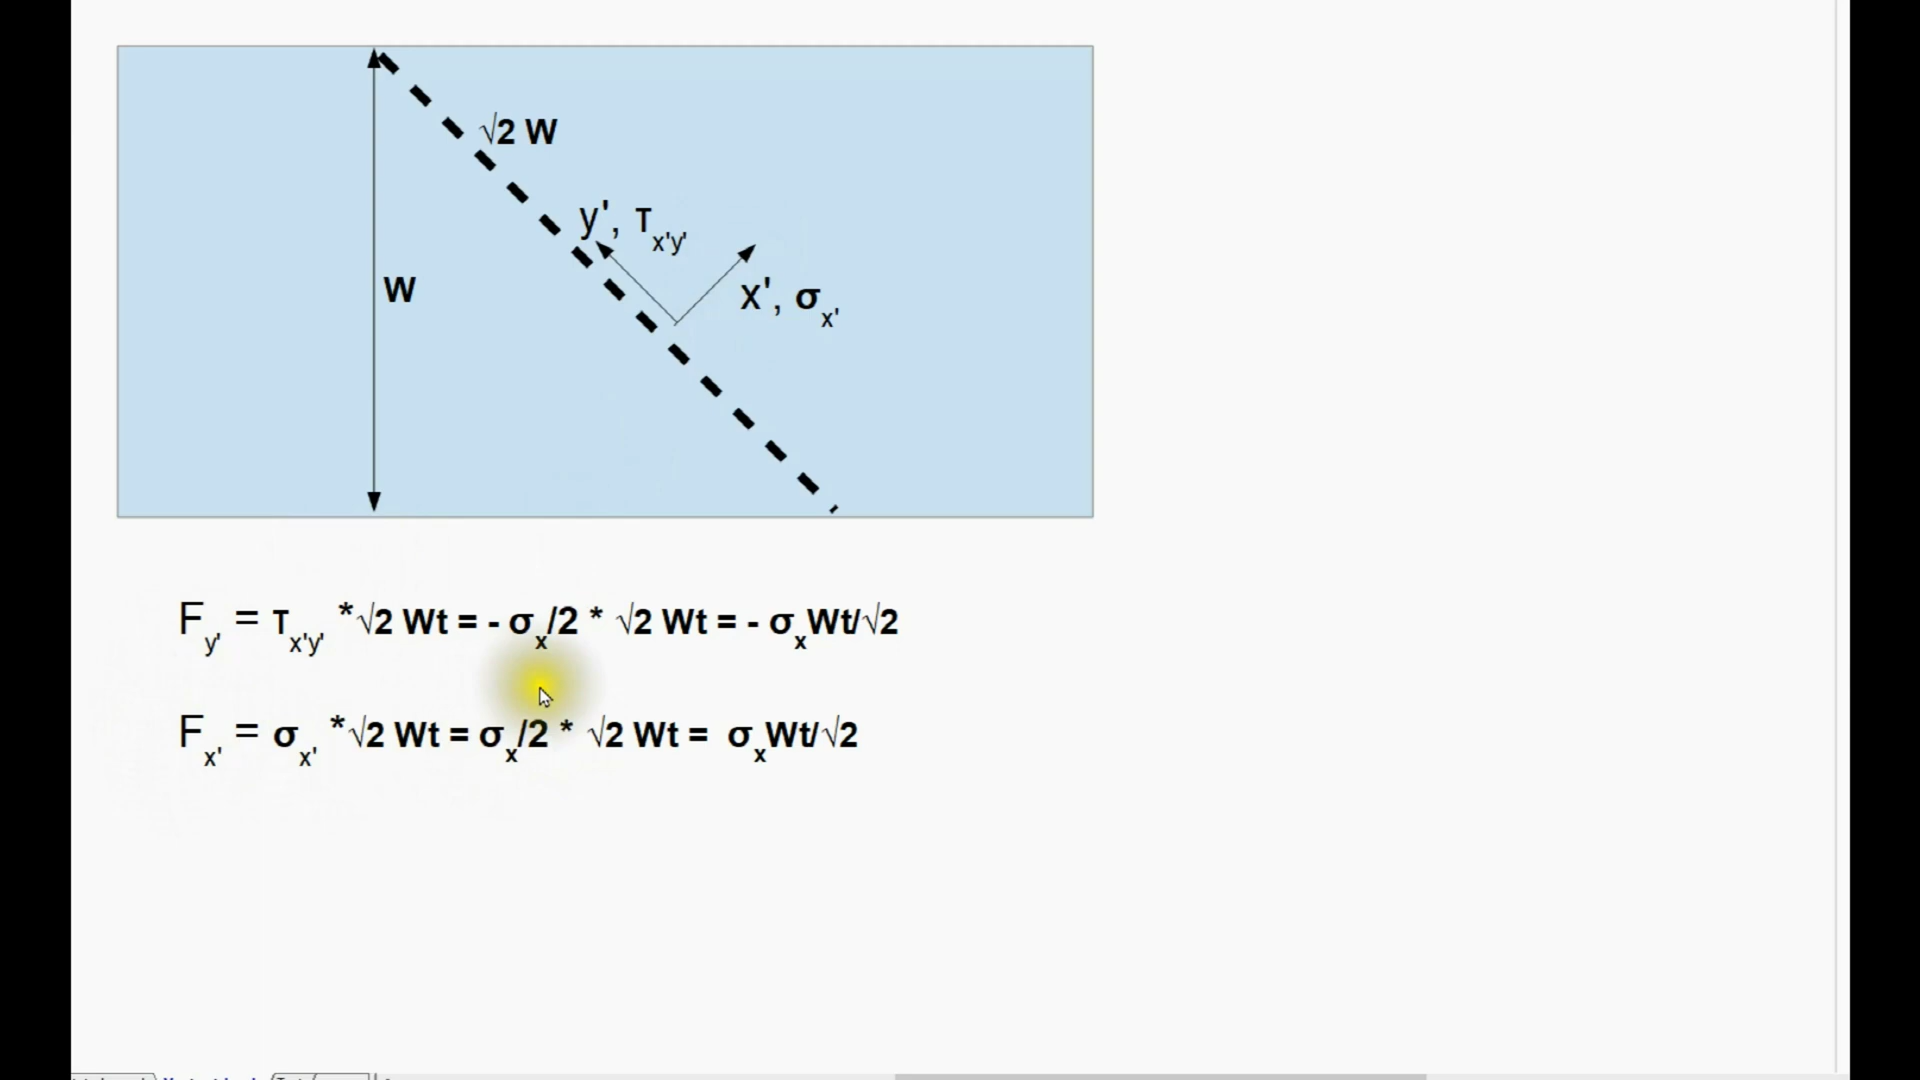 √2 W
y', τx'y'
W
x', σx'
Fy' = τx'y' *√2 Wt = - σx/2 * √2 Wt = - σxWt/√2
Fx' = σx' *√2 Wt = σx/2 * √2 Wt = σxWt/√2